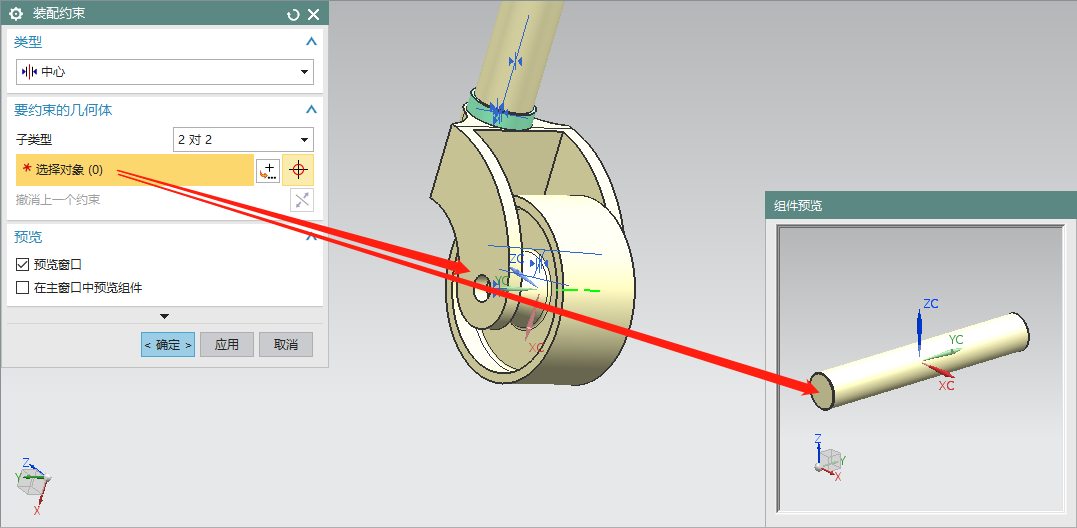 装配约束
类型
中心
要约束的几何体
子类型
2 对 2
* 选择对象 (0)
撤消上一个约束
预览
预览窗口
在主窗口中预览组件
< 确定 >
应用
取消
ZC
YC
XC
Z
Y
X
组件预览
ZC
YC
XC
Z
Y
X